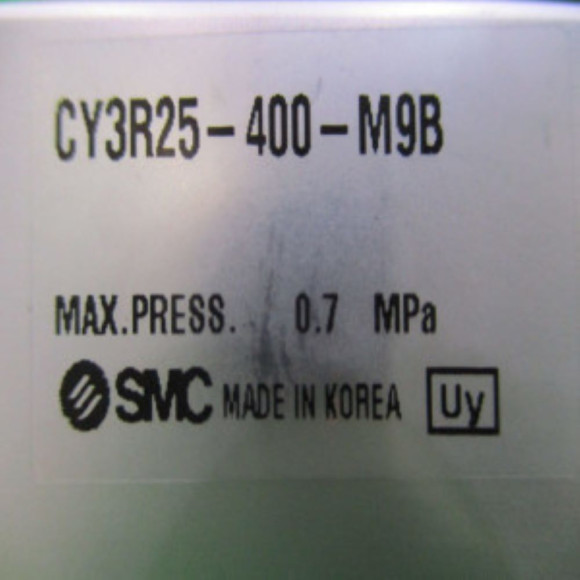 CY3R25-400-M9B
MAX.PRESS. 0.7 MPa
SMC MADE IN KOREA Uy